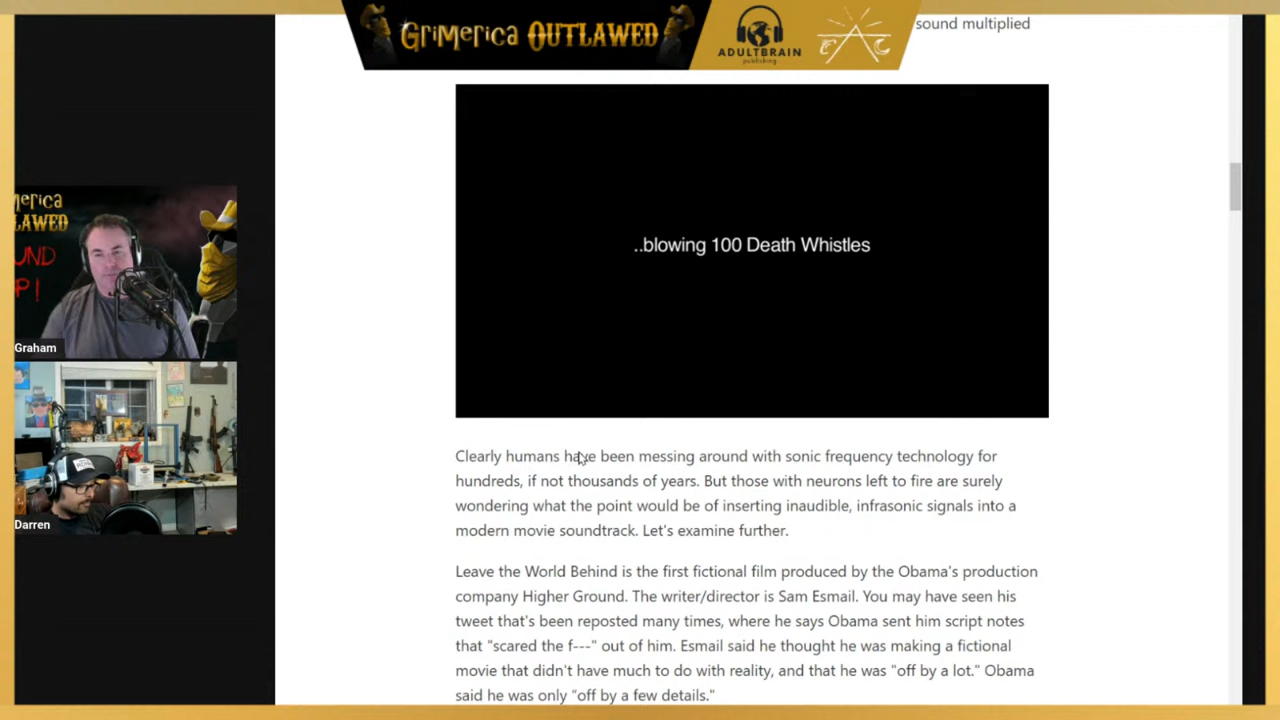 GriMerica OUTLAWED
ADULTBRAIN
publishing
sound multiplied
..blowing 100 Death Whistles
merica
LAWED
UND
P!
Graham
Darren
Clearly humans have been messing around with sonic frequency technology for
hundreds, if not thousands of years. But those with neurons left to fire are surely
wondering what the point would be of inserting inaudible, infrasonic signals into a
modern movie soundtrack. Let's examine further.
Leave the World Behind is the first fictional film produced by the Obama's production
company Higher Ground. The writer/director is Sam Esmail. You may have seen his
tweet that's been reposted many times, where he says Obama sent him script notes
that "scared the f---" out of him. Esmail said he thought he was making a fictional
movie that didn't have much to do with reality, and that he was "off by a lot." Obama
said he was only "off by a few details."